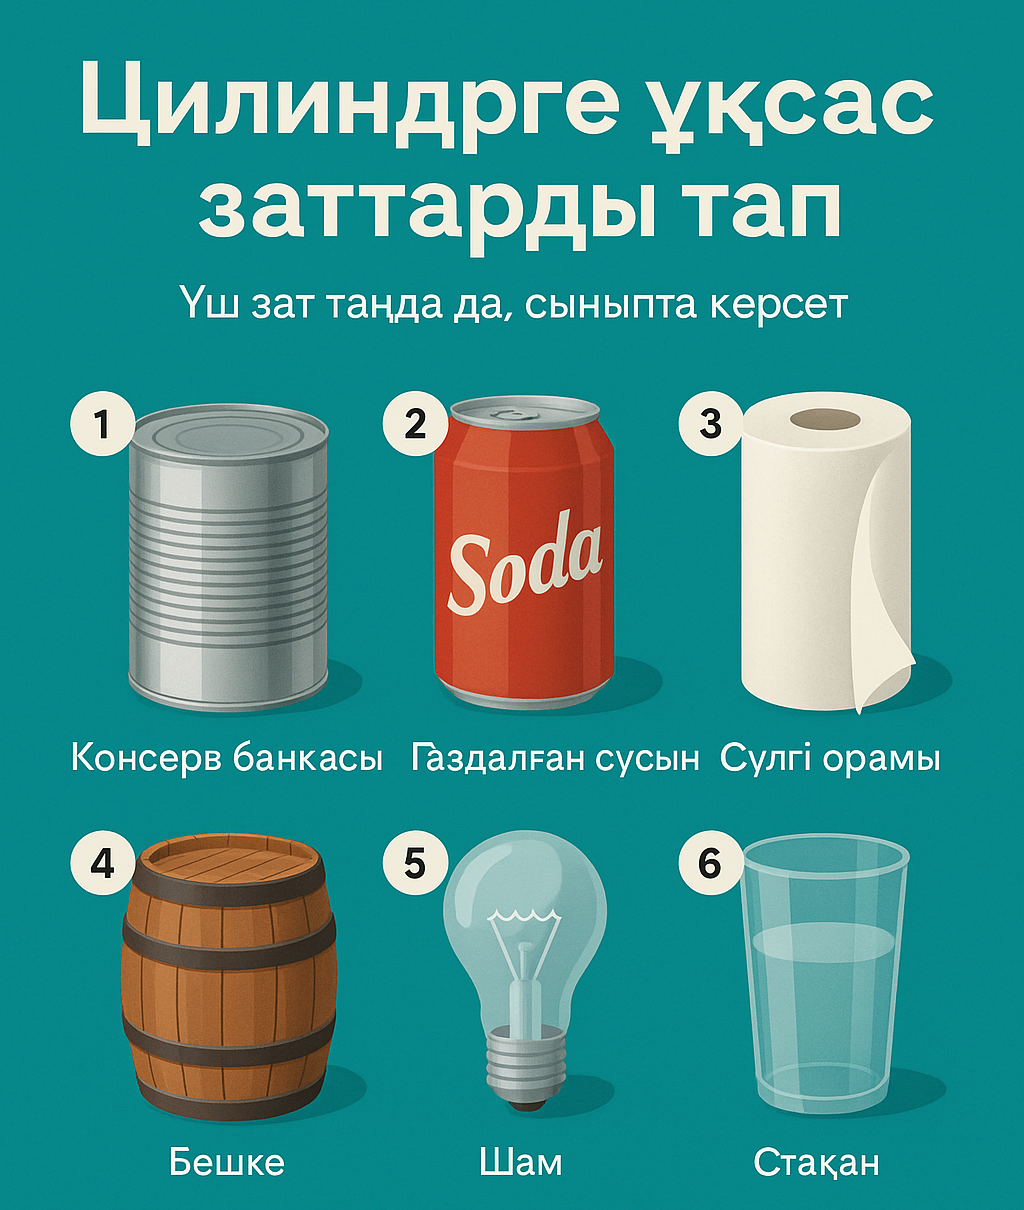 Цилиндрге ұқсас
заттарды тап
Үш зат таңда да, сыныпта керсет
1
2
3
Soda
Консерв банкасы
Газдалған сусын
Сулгі орамы
4
5
6
Бешке
Шам
Стақан